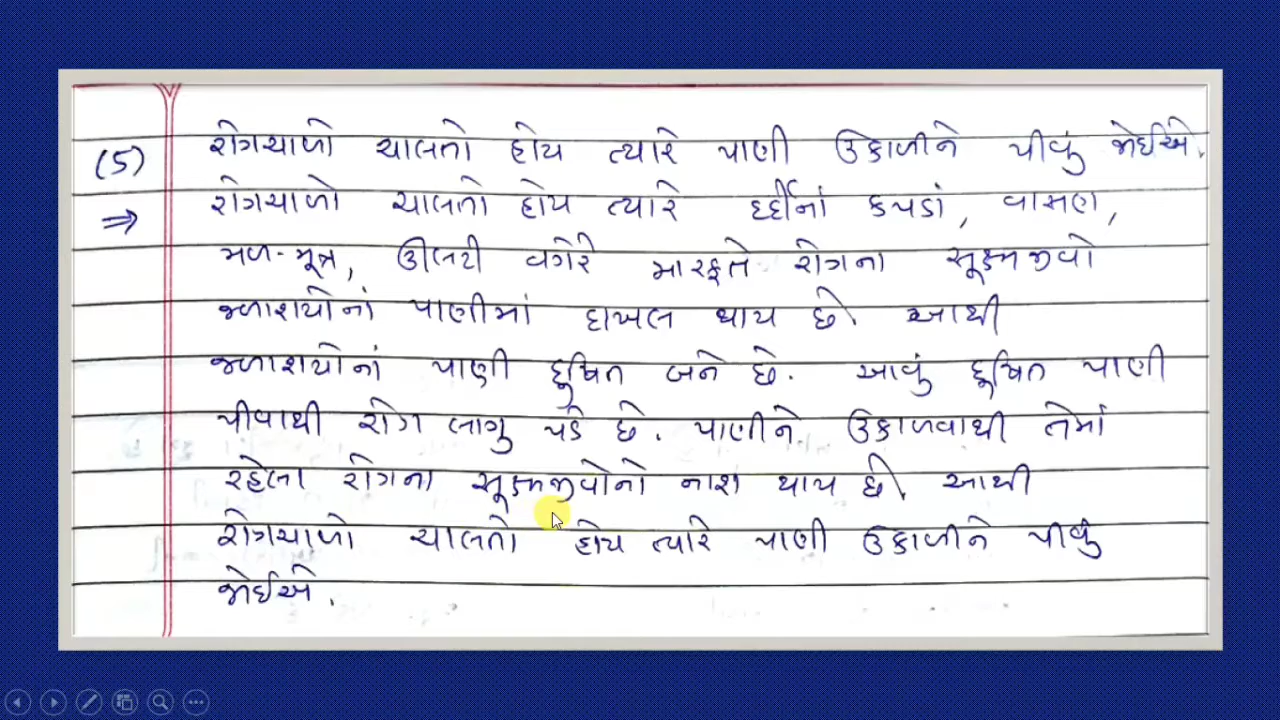 (5) રોગચાળો ચાલતો હોય ત્યારે પાણી ઉકાળીને પીવું જોઈએ.
⇒ રોગચાળો ચાલતો હોય ત્યારે દર્દીનાં કપડાં, વાસણ,
મળ-મૂત્ર, ઊલટી વગેરે મારફતે રોગના સૂક્ષ્મજીવો
જળાશયોનાં પાણીમાં દાખલ થાય છે. આથી
જળાશયોનાં પાણી દૂષિત બને છે. આવું દૂષિત પાણી
પીવાથી રોગ લાગુ પડે છે. પાણીને ઉકાળવાથી તેમાં
રહેલા રોગના સૂક્ષ્મજીવોનો નાશ થાય છે. આથી
રોગચાળો ચાલતો હોય ત્યારે પાણી ઉકાળીને પીવું
જોઈએ.